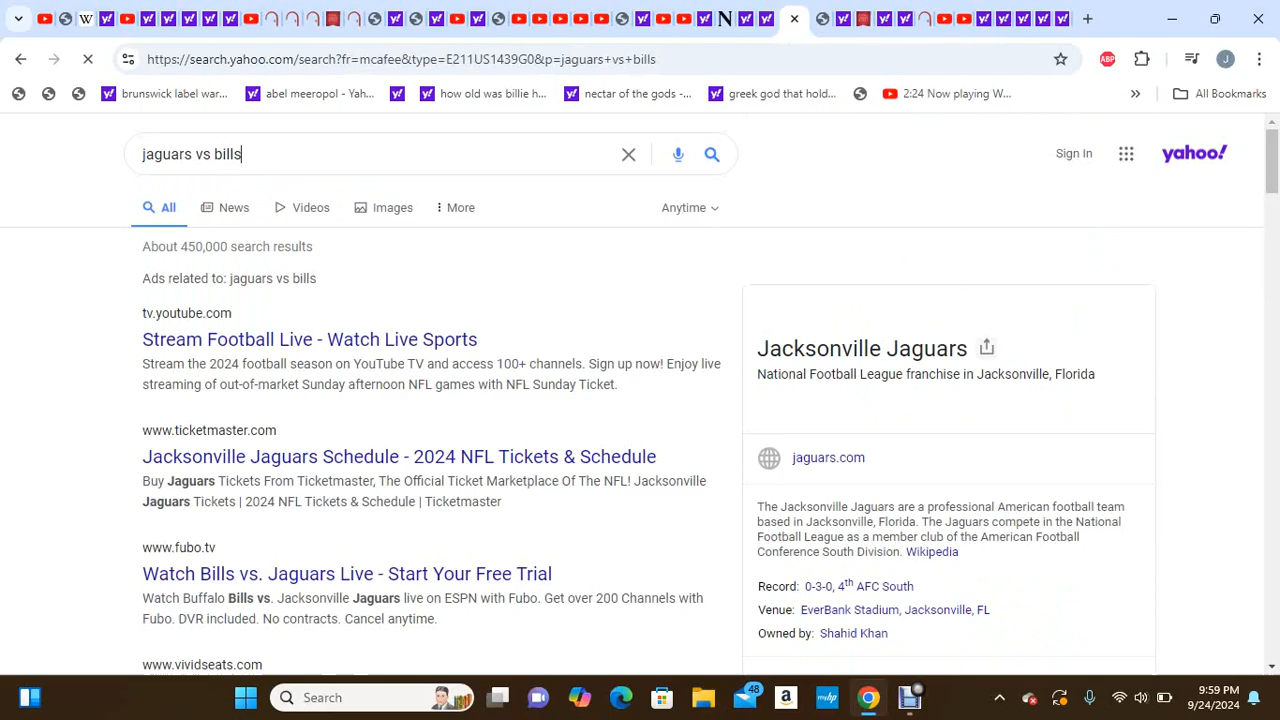 brunswick label war...
abel meeropol - Yah...
how old was billie h...
nectar of the gods -...
greek god that hold...
2:24 Now playing W...
»
All Bookmarks
https://search.yahoo.com/search?fr=mcafee&type=E211US1439G0&p=jaguars+vs+bills
ABP
J
jaguars vs bills
Sign In
yahoo!
All
News
Videos
Images
More
Anytime
About 450,000 search results
Ads related to: jaguars vs bills
tv.youtube.com
Stream Football Live - Watch Live Sports
Stream the 2024 football season on YouTube TV and access 100+ channels. Sign up now! Enjoy live
streaming of out-of-market Sunday afternoon NFL games with NFL Sunday Ticket.
www.ticketmaster.com
Jacksonville Jaguars Schedule - 2024 NFL Tickets & Schedule
Buy Jaguars Tickets From Ticketmaster, The Official Ticket Marketplace Of The NFL! Jacksonville
Jaguars Tickets | 2024 NFL Tickets & Schedule | Ticketmaster
www.fubo.tv
Watch Bills vs. Jaguars Live - Start Your Free Trial
Watch Buffalo Bills vs. Jacksonville Jaguars live on ESPN with Fubo. Get over 200 Channels with
Fubo. DVR included. No contracts. Cancel anytime.
www.vividseats.com
Jacksonville Jaguars
National Football League franchise in Jacksonville, Florida
jaguars.com
The Jacksonville Jaguars are a professional American football team
based in Jacksonville, Florida. The Jaguars compete in the National
Football League as a member club of the American Football
Conference South Division. Wikipedia
Record: 0-3-0, 4th AFC South
Venue: EverBank Stadium, Jacksonville, FL
Owned by: Shahid Khan
Search
48
9:59 PM
9/24/2024